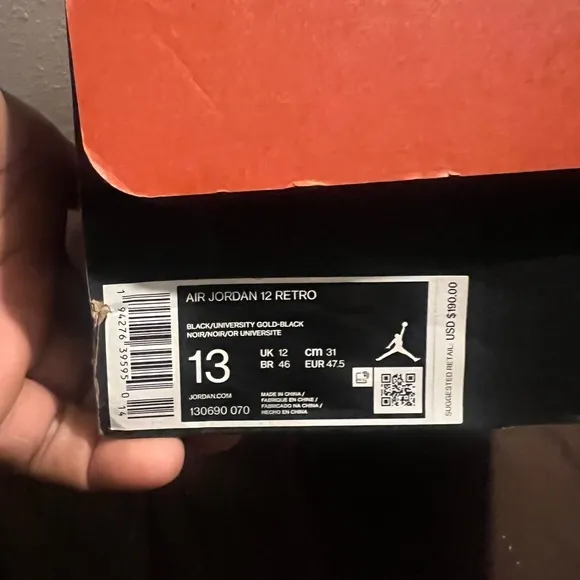 AIR JORDAN 12 RETRO
BLACK/UNIVERSITY GOLD-BLACK
NOIR/NOIR/OR UNIVERSITE
13
UK 12 cm 31
BR 46 EUR 47.5
JORDAN.COM
130690 070
MADE IN CHINA /
FABRIQUE EN CHINE /
FABRICADO NA CHINA /
HECHO EN CHINA
SUGGESTED RETAIL: USD $190.00
1 94276 39595 0 1